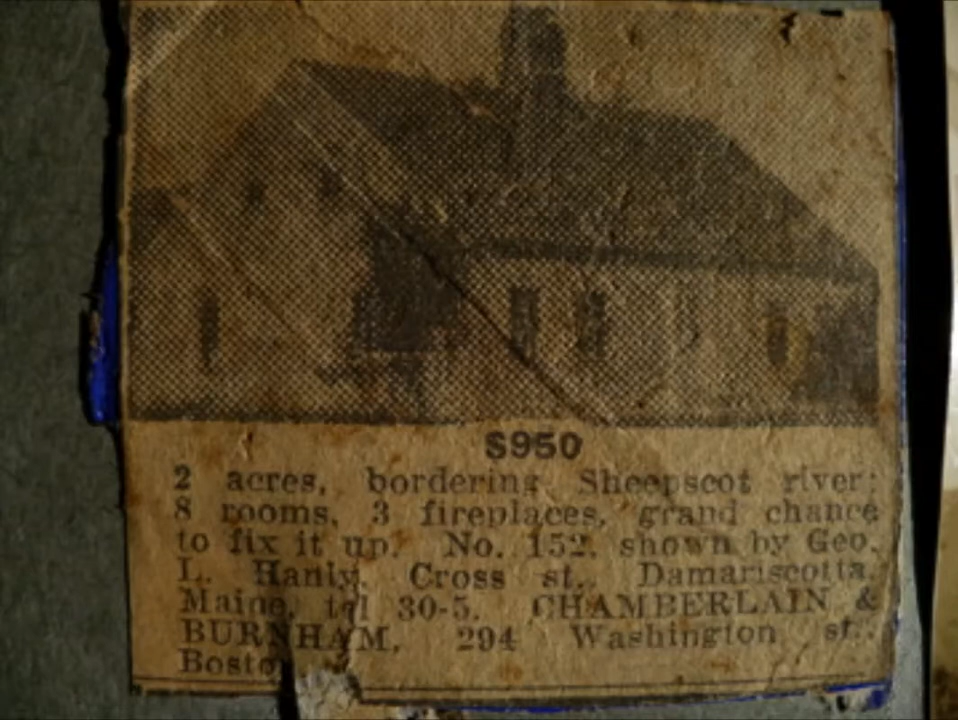 $950
2 acres, bordering Sheepscot river;
8 rooms, 3 fireplaces, grand chance
to fix it up. No. 152, shown by Geo.
L. Hanly, Cross st., Damariscotta,
Maine, tel 30-5. CHAMBERLAIN &
BURNHAM, 294 Washington st.,
Boston